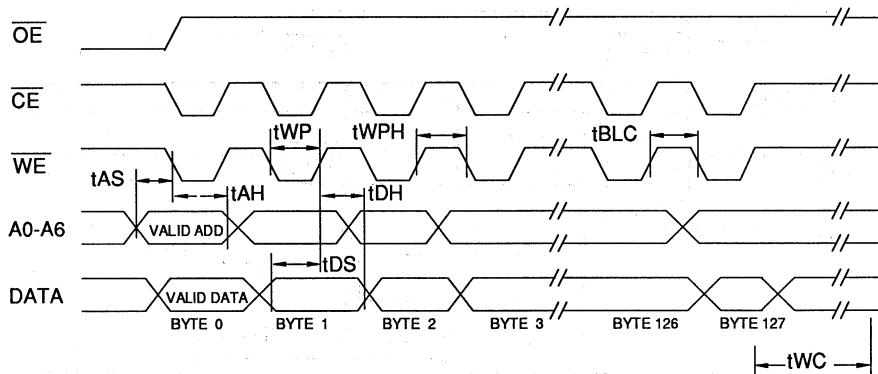 OE
CE
tWP tWPH tBLC
WE
tAS tAH tDH
A0-A6 VALID ADD
tDS
DATA VALID DATA
BYTE 0 BYTE 1 BYTE 2 BYTE 3 BYTE 126 BYTE 127
tWC